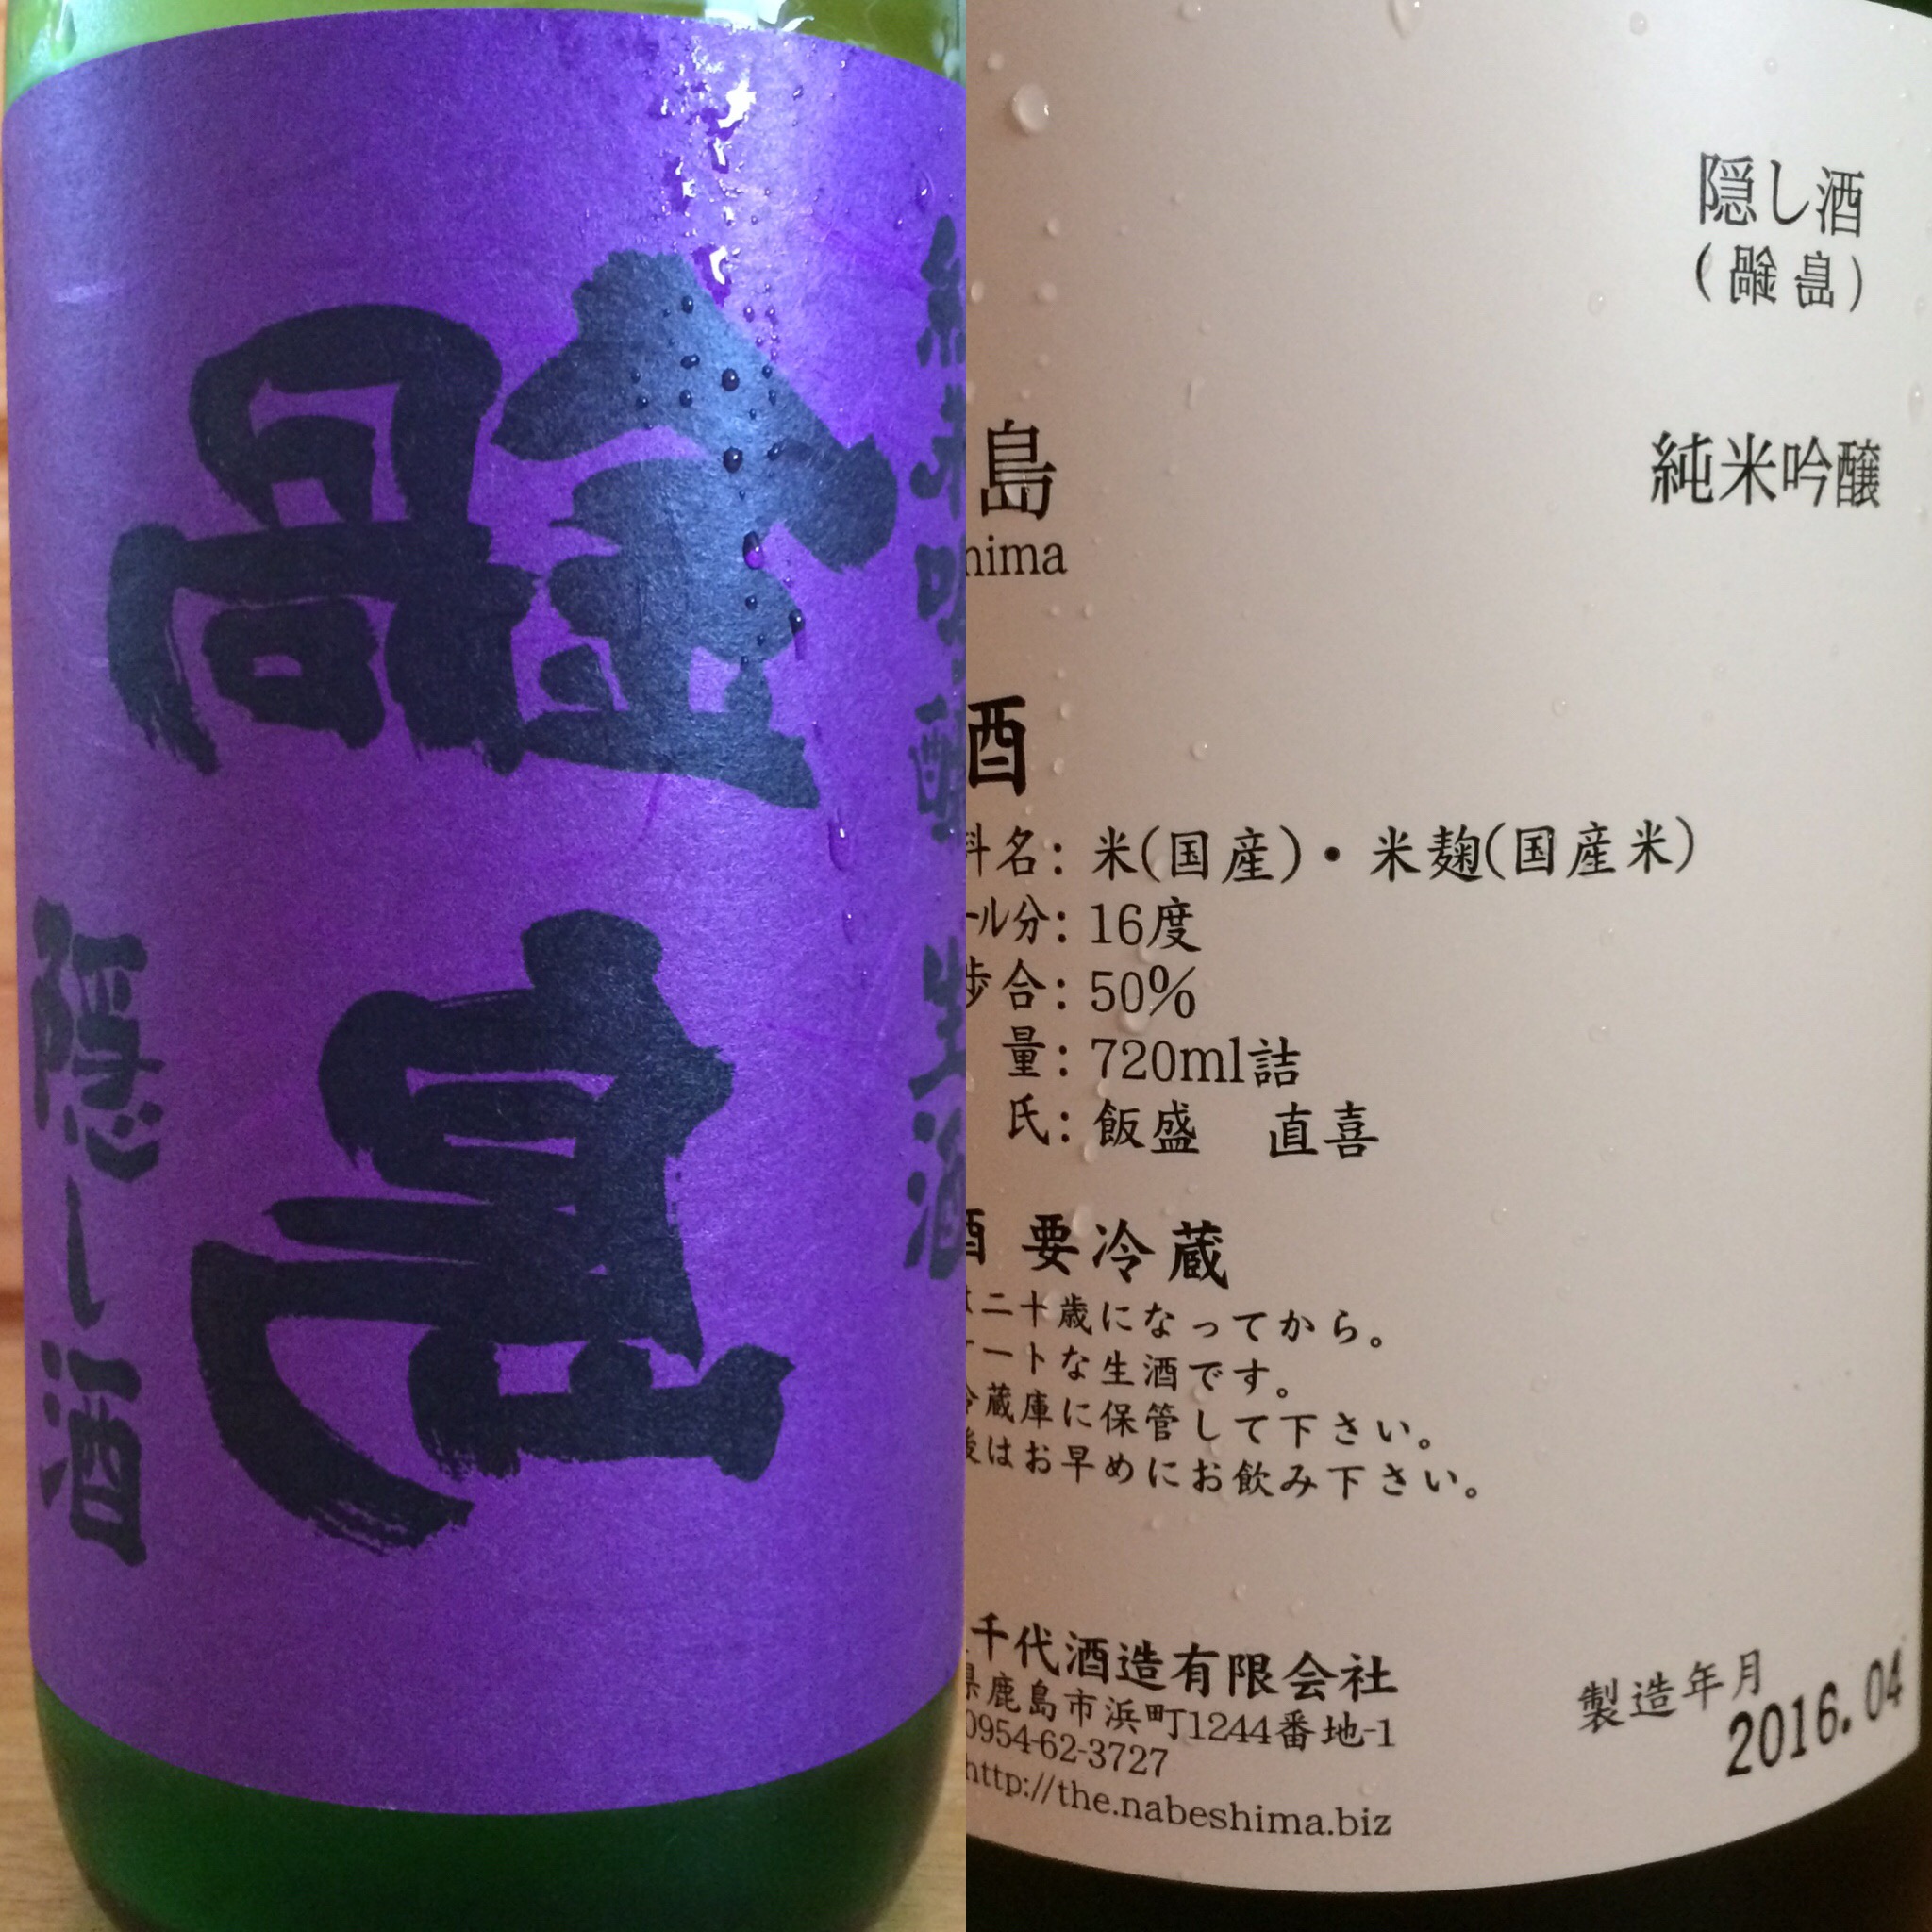 鍋島
純米吟醸 生酒
隠し酒
隠し酒
(鍋島)
純米吟醸
島
hima
酒
料名: 米(国産)・米麹(国産米)
ール分: 16度
歩合: 50%
量: 720ml詰
氏: 飯盛 直喜
酒 要冷蔵
は二十歳になってから。
ケートな生酒です。
冷蔵庫に保管して下さい。
後はお早めにお飲み下さい。
千代酒造有限会社
県鹿島市浜町1244番地-1
0954-62-3727
http://the.nabeshima.biz
製造年月
2016.04